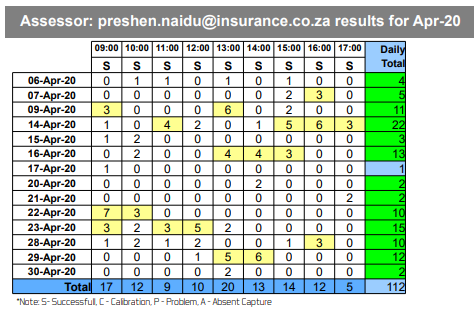 Assessor: preshen.naidu@insurance.co.za results for Apr-20
09:00 10:00 11:00 12:00 13:00 14:00 15:00 16:00 17:00 Daily Total
S S S S S S S S S
06-Apr-20 0 1 1 0 1 0 1 0 0 4
07-Apr-20 0 0 0 0 0 0 2 3 0 5
09-Apr-20 3 0 0 0 6 0 2 0 0 11
14-Apr-20 1 0 4 2 0 1 5 6 3 22
15-Apr-20 1 2 0 0 0 0 0 0 0 3
16-Apr-20 0 2 0 0 4 4 3 0 0 13
17-Apr-20 1 0 0 0 0 0 0 0 0 1
20-Apr-20 0 0 0 0 0 2 0 0 0 2
21-Apr-20 0 0 0 0 0 0 0 0 2 2
22-Apr-20 7 3 0 0 0 0 0 0 0 10
23-Apr-20 3 2 3 5 2 0 0 0 0 15
28-Apr-20 1 2 1 2 0 0 1 3 0 10
29-Apr-20 0 0 0 1 5 6 0 0 0 12
30-Apr-20 0 0 0 0 2 0 0 0 0 2
Total 17 12 9 10 20 13 14 12 5 112
*Note: S- Successfull, C - Calibration, P - Problem, A - Absent Capture